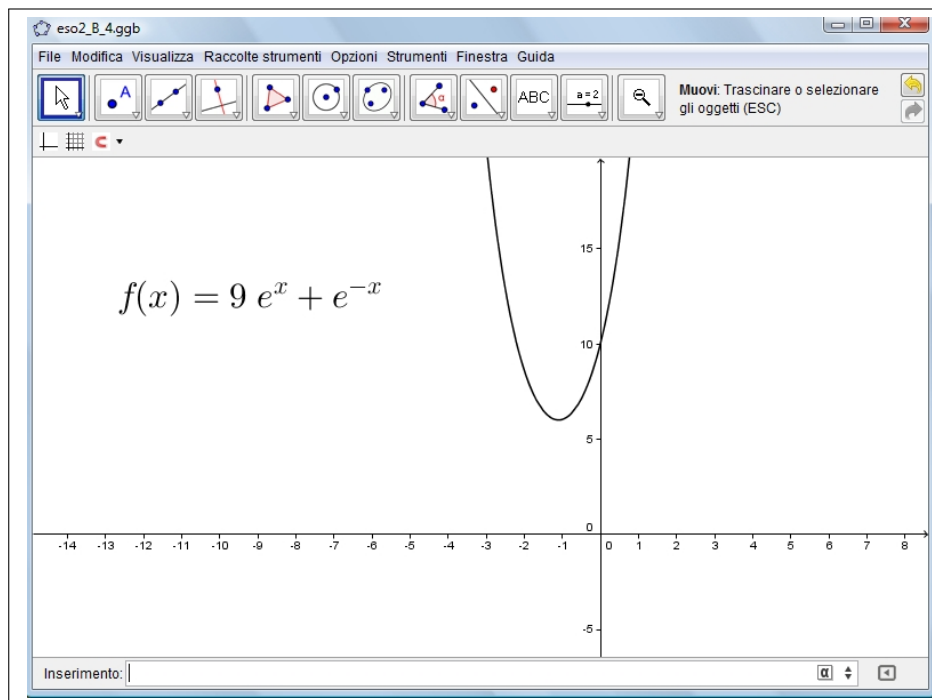 eso2_B_4.ggb
File Modifica Visualizza Raccolte strumenti Opzioni Strumenti Finestra Guida
A
α
ABC
a = 2
Muovi: Trascinare o selezionare
gli oggetti (ESC)
f(x) = 9 e^x + e^{-x}
15
10
5
0
-14 -13 -12 -11 -10 -9 -8 -7 -6 -5 -4 -3 -2 -1 0 1 2 3 4 5 6 7 8
-5
Inserimento:
α